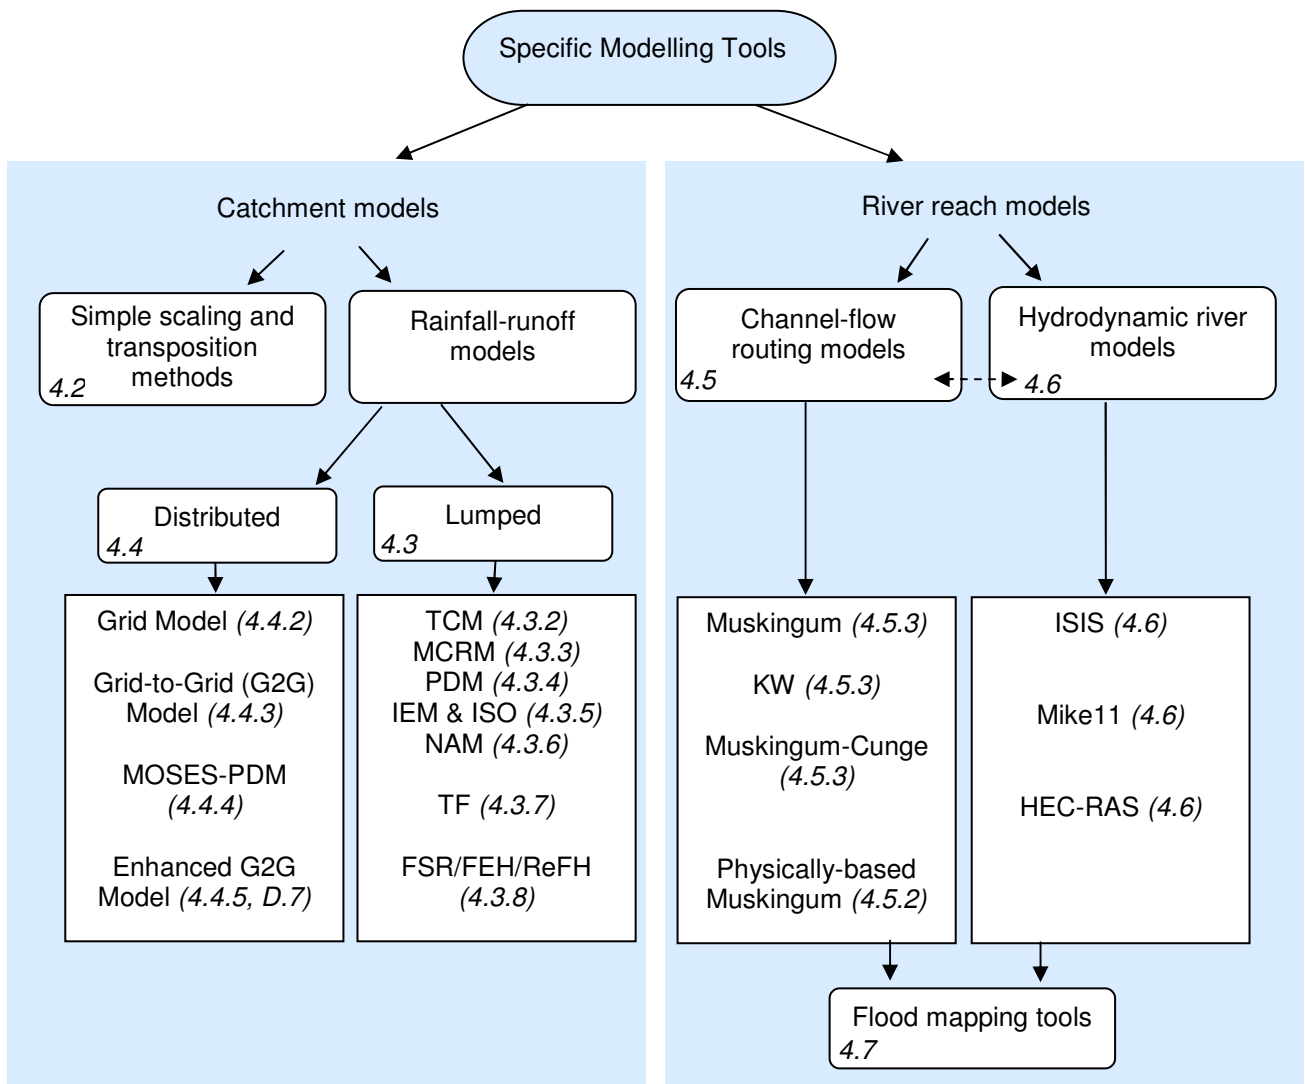 Specific Modelling Tools
Catchment models
Simple scaling and
transposition
methods
4.2
Rainfall-runoff
models
Distributed
4.4
Lumped
4.3
Grid Model (4.4.2)
Grid-to-Grid (G2G)
Model (4.4.3)
MOSES-PDM
(4.4.4)
Enhanced G2G
Model (4.4.5, D.7)
TCM (4.3.2)
MCRM (4.3.3)
PDM (4.3.4)
IEM & ISO (4.3.5)
NAM (4.3.6)
TF (4.3.7)
FSR/FEH/ReFH
(4.3.8)
River reach models
Channel-flow
routing models
4.5
Hydrodynamic river
models
4.6
Muskingum (4.5.3)
KW (4.5.3)
Muskingum-Cunge
(4.5.3)
Physically-based
Muskingum (4.5.2)
ISIS (4.6)
Mike11 (4.6)
HEC-RAS (4.6)
Flood mapping tools
4.7